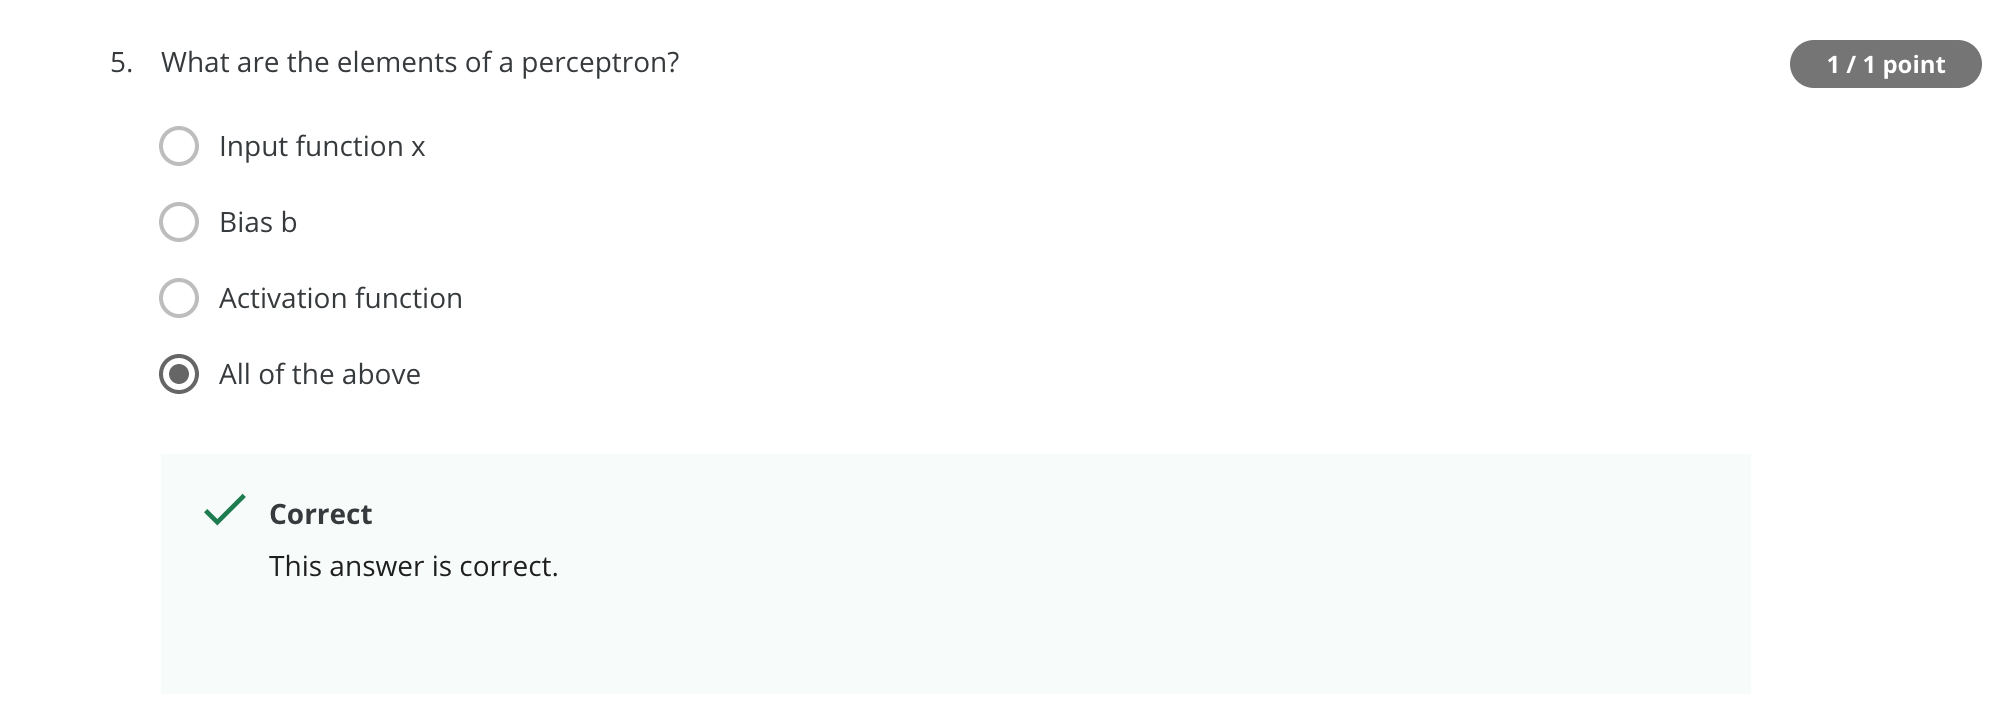 5. What are the elements of a perceptron?
1 / 1 point
Input function x
Bias b
Activation function
All of the above
Correct
This answer is correct.